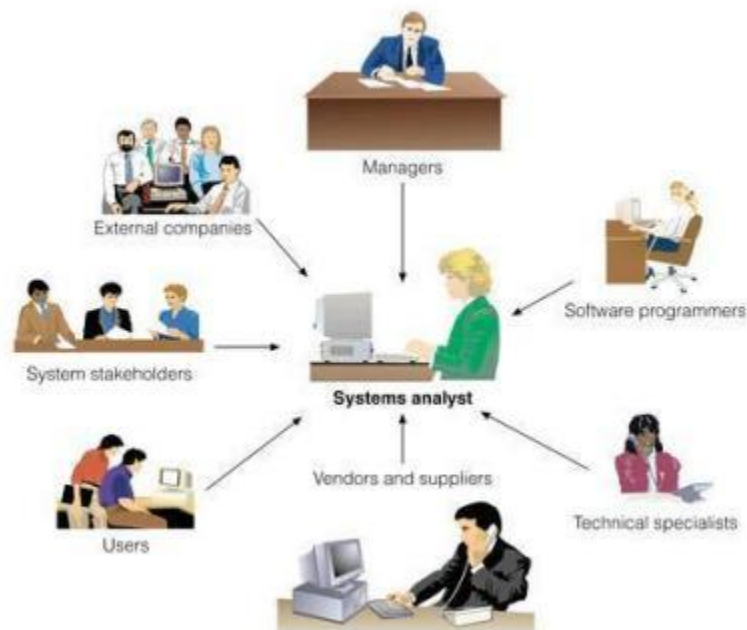 Managers
External companies
Software programmers
System stakeholders
Systems analyst
Vendors and suppliers
Technical specialists
Users